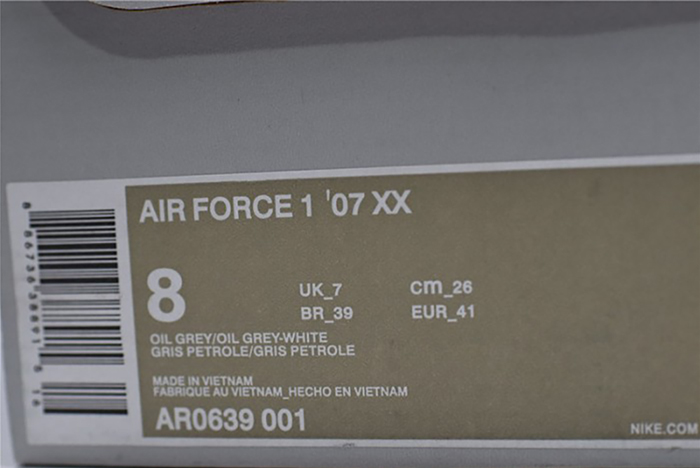 AIR FORCE 1 '07 XX
8
UK_7 cm_26
BR_39 EUR_41
OIL GREY/OIL GREY-WHITE
GRIS PETROLE/GRIS PETROLE
MADE IN VIETNAM
FABRIQUE AU VIETNAM_HECHO EN VIETNAM
AR0639 001
NIKE.COM